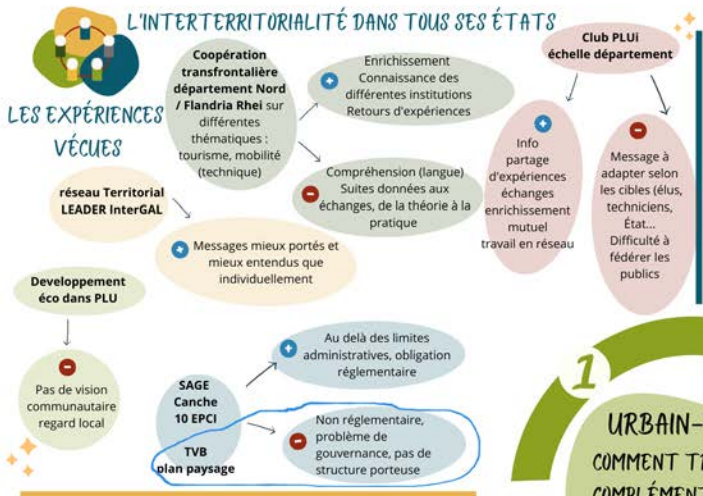 L'INTERTERRITORIALITÉ DANS TOUS SES ÉTATS
LES EXPÉRIENCES
VÉCUES
Coopération
transfrontalière
département Nord
/ Flandria Rhei sur
différentes
thématiques :
tourisme, mobilité
(technique)
+
Enrichissement
Connaissance des
différentes institutions
Retours d'expériences
-
Compréhension (langue)
Suites données aux
échanges, de la théorie à la
pratique
Club PLUi
échelle département
+
Info
partage
d'expériences
échanges
enrichissement
mutuel
travail en réseau
-
Message à
adapter selon
les cibles (élus,
techniciens,
État...
Difficulté à
fédérer les
publics
réseau Territorial
LEADER InterGAL
+
Messages mieux portés et
mieux entendus que
individuellement
Developpement
éco dans PLU
-
Pas de vision
communautaire
regard local
SAGE
Canche
10 EPCI
TVB
plan paysage
+
Au delà des limites
administratives, obligation
réglementaire
-
Non réglementaire,
problème de
gouvernance, pas de
structure porteuse
1
URBAIN-
COMMENT